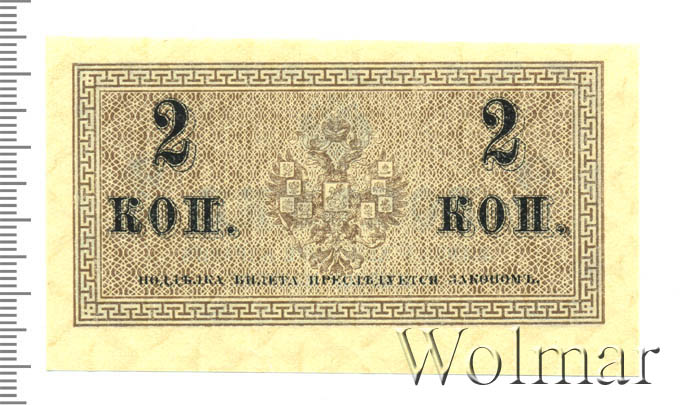 2 2
КОП. КОП.
ПОДДѢЛКА БИЛЕТА ПРЕСЛѢДУЕТСЯ ЗАКОНОМЪ.
Wolmar